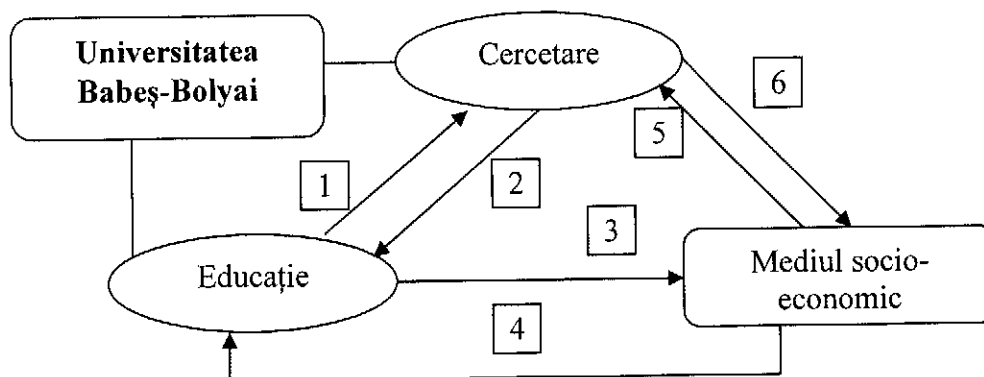 Universitatea
Babeș-Bolyai
Cercetare
6
5
1
2
3
Educație
Mediul socio-
economic
4